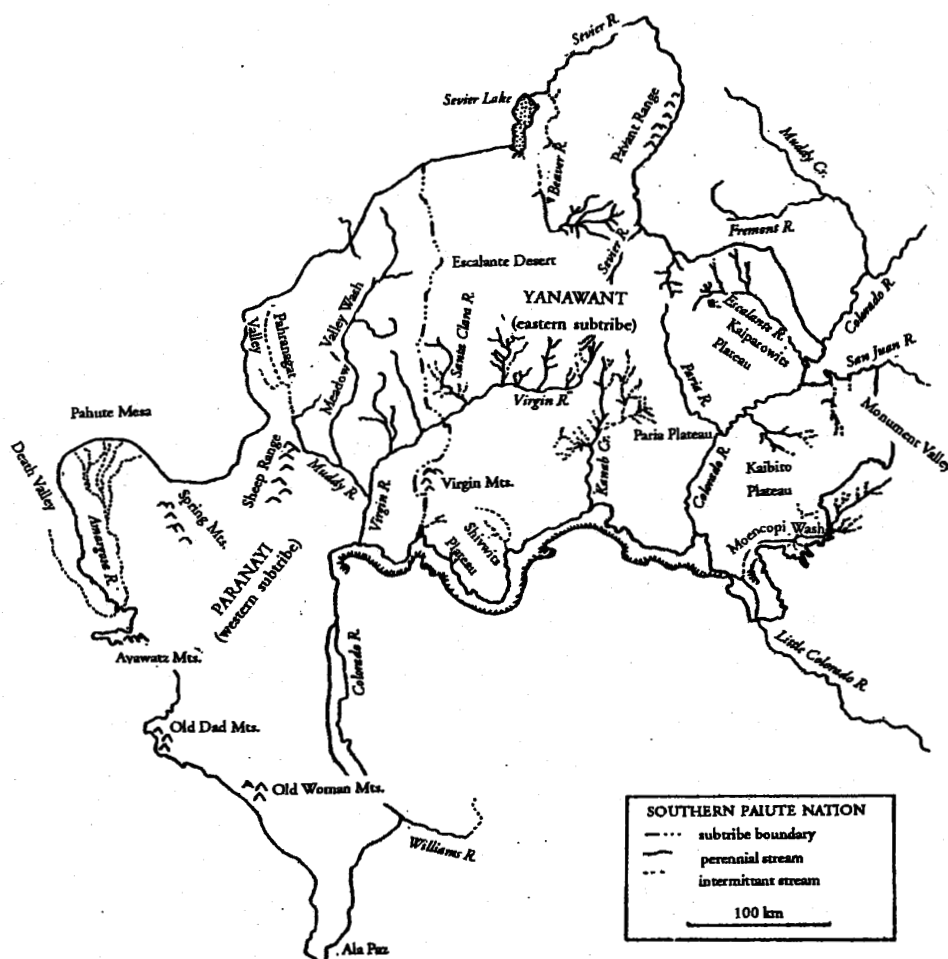 Sevier R.
Sevier Lake
Beaver R.
Pavant Range
Muddy Cr.
Fremont R.
Sevier R.
Escalante Desert
YANAWANT
(eastern subtribe)
Colorado R.
Escalante R.
Kaiparowits
Plateau
San Juan R.
Pahranagat
Valley
Meadow Valley Wash
Santa Clara R.
Virgin R.
Paria R.
Monument Valley
Pahute Mesa
Death Valley
Sheep Range
Muddy R.
Virgin R.
Virgin Mts.
Kanab Cr.
Paria Plateau
Colorado R.
Kaibito
Plateau
Spring Mts.
Amargosa R.
Shivwits
Plateau
Moencopi Wash
PARANAYI
(western subtribe)
Ayawatz Mts.
Colorado R.
Little Colorado R.
Old Dad Mts.
Old Woman Mts.
Williams R.
Ala Paz
SOUTHERN PAIUTE NATION
subtribe boundary
perennial stream
intermittant stream
100 km